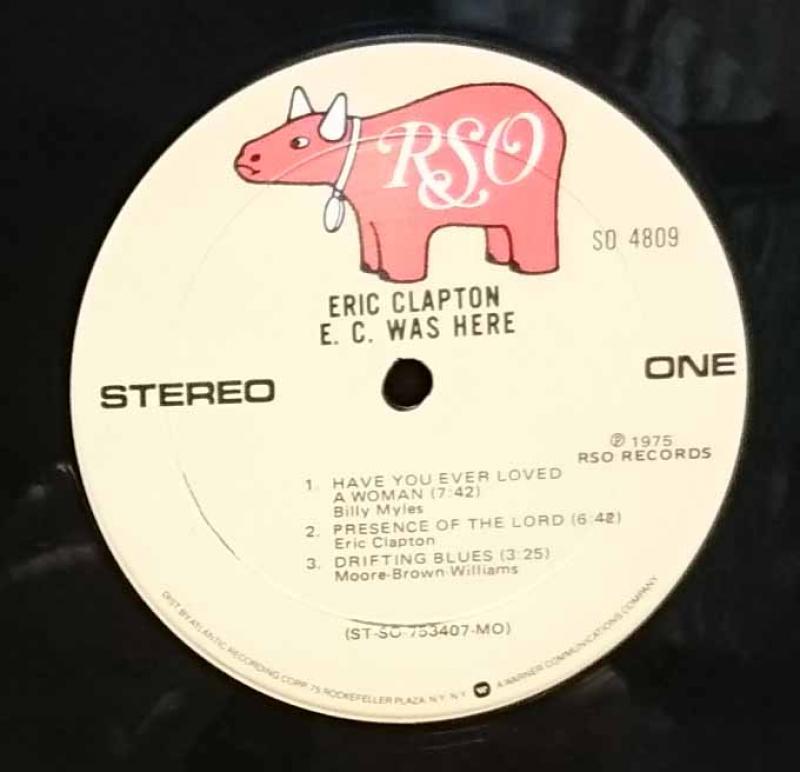 RSO
SO 4809
ERIC CLAPTON
E. C. WAS HERE
STEREO
ONE
℗ 1975
RSO RECORDS
1. HAVE YOU EVER LOVED
A WOMAN (7:42)
Billy Myles
2. PRESENCE OF THE LORD (6:42)
Eric Clapton
3. DRIFTING BLUES (3:25)
Moore-Brown-Williams
(ST-SO-753407-MO)
DIST. BY ATLANTIC RECORDING CORP. 75 ROCKEFELLER PLAZA, N.Y. N.Y. A WARNER COMMUNICATIONS COMPANY